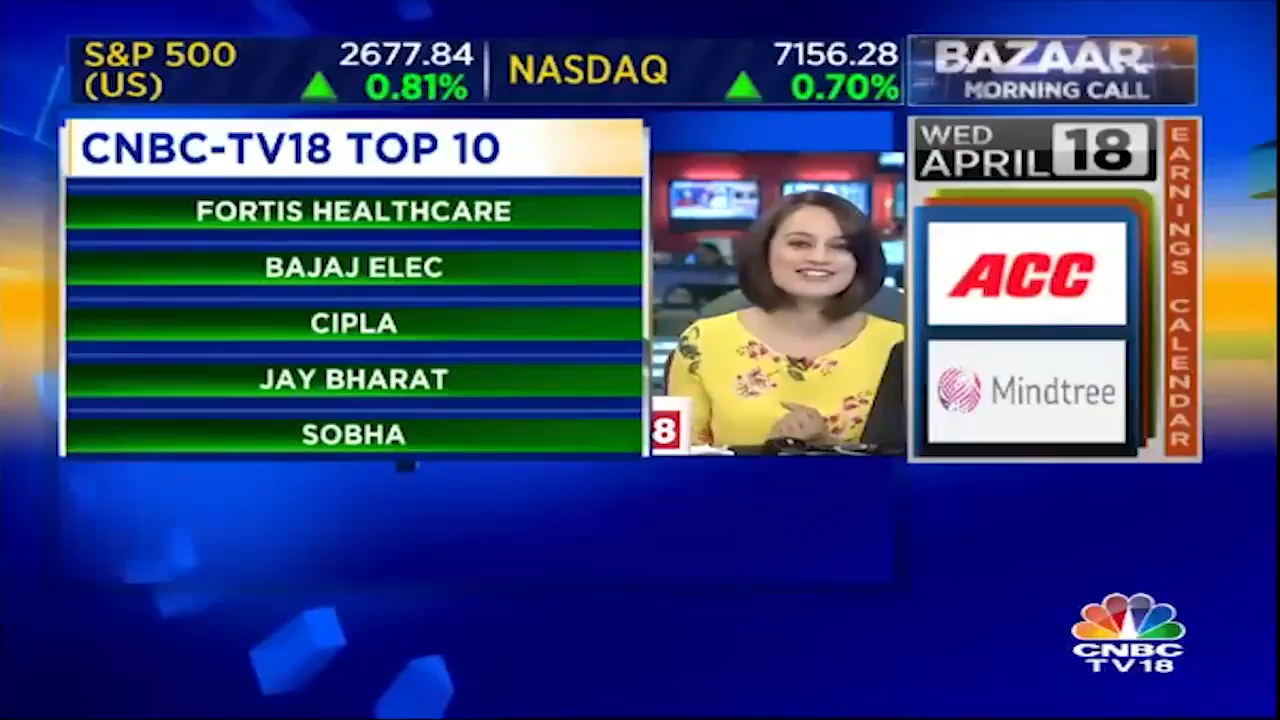 S&P 500
(US)
2677.84
0.81%
NASDAQ
7156.28
0.70%
BAZAAR
MORNING CALL
CNBC-TV18 TOP 10
FORTIS HEALTHCARE
BAJAJ ELEC
CIPLA
JAY BHARAT
SOBHA
8
WED
APRIL
18
ACC
Mindtree
EARNINGS CALENDAR
CNBC
TV18